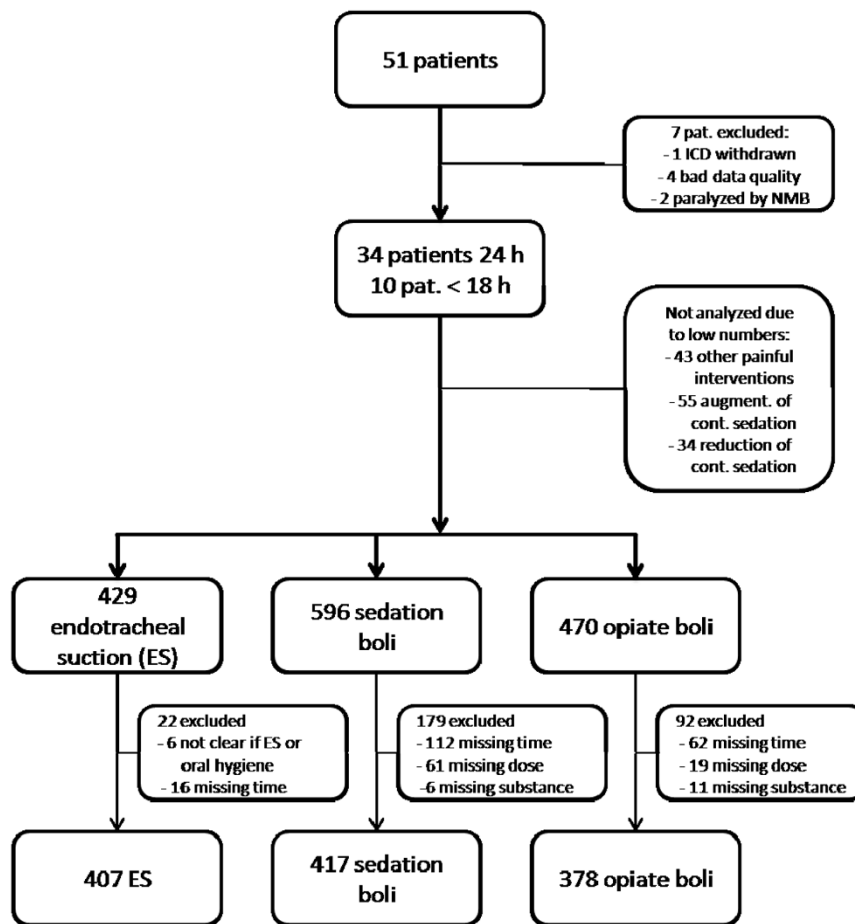 51 patients
7 pat. excluded:
- 1 ICD withdrawn
- 4 bad data quality
- 2 paralyzed by NMB
34 patients 24 h
10 pat. < 18 h
Not analyzed due
to low numbers:
- 43 other painful
interventions
- 55 augment. of
cont. sedation
- 34 reduction of
cont. sedation
429
endotracheal
suction (ES)
596 sedation
boli
470 opiate boli
22 excluded
- 6 not clear if ES or
oral hygiene
- 16 missing time
179 excluded
- 112 missing time
- 61 missing dose
-6 missing substance
92 excluded
- 62 missing time
- 19 missing dose
- 11 missing substance
407 ES
417 sedation
boli
378 opiate boli